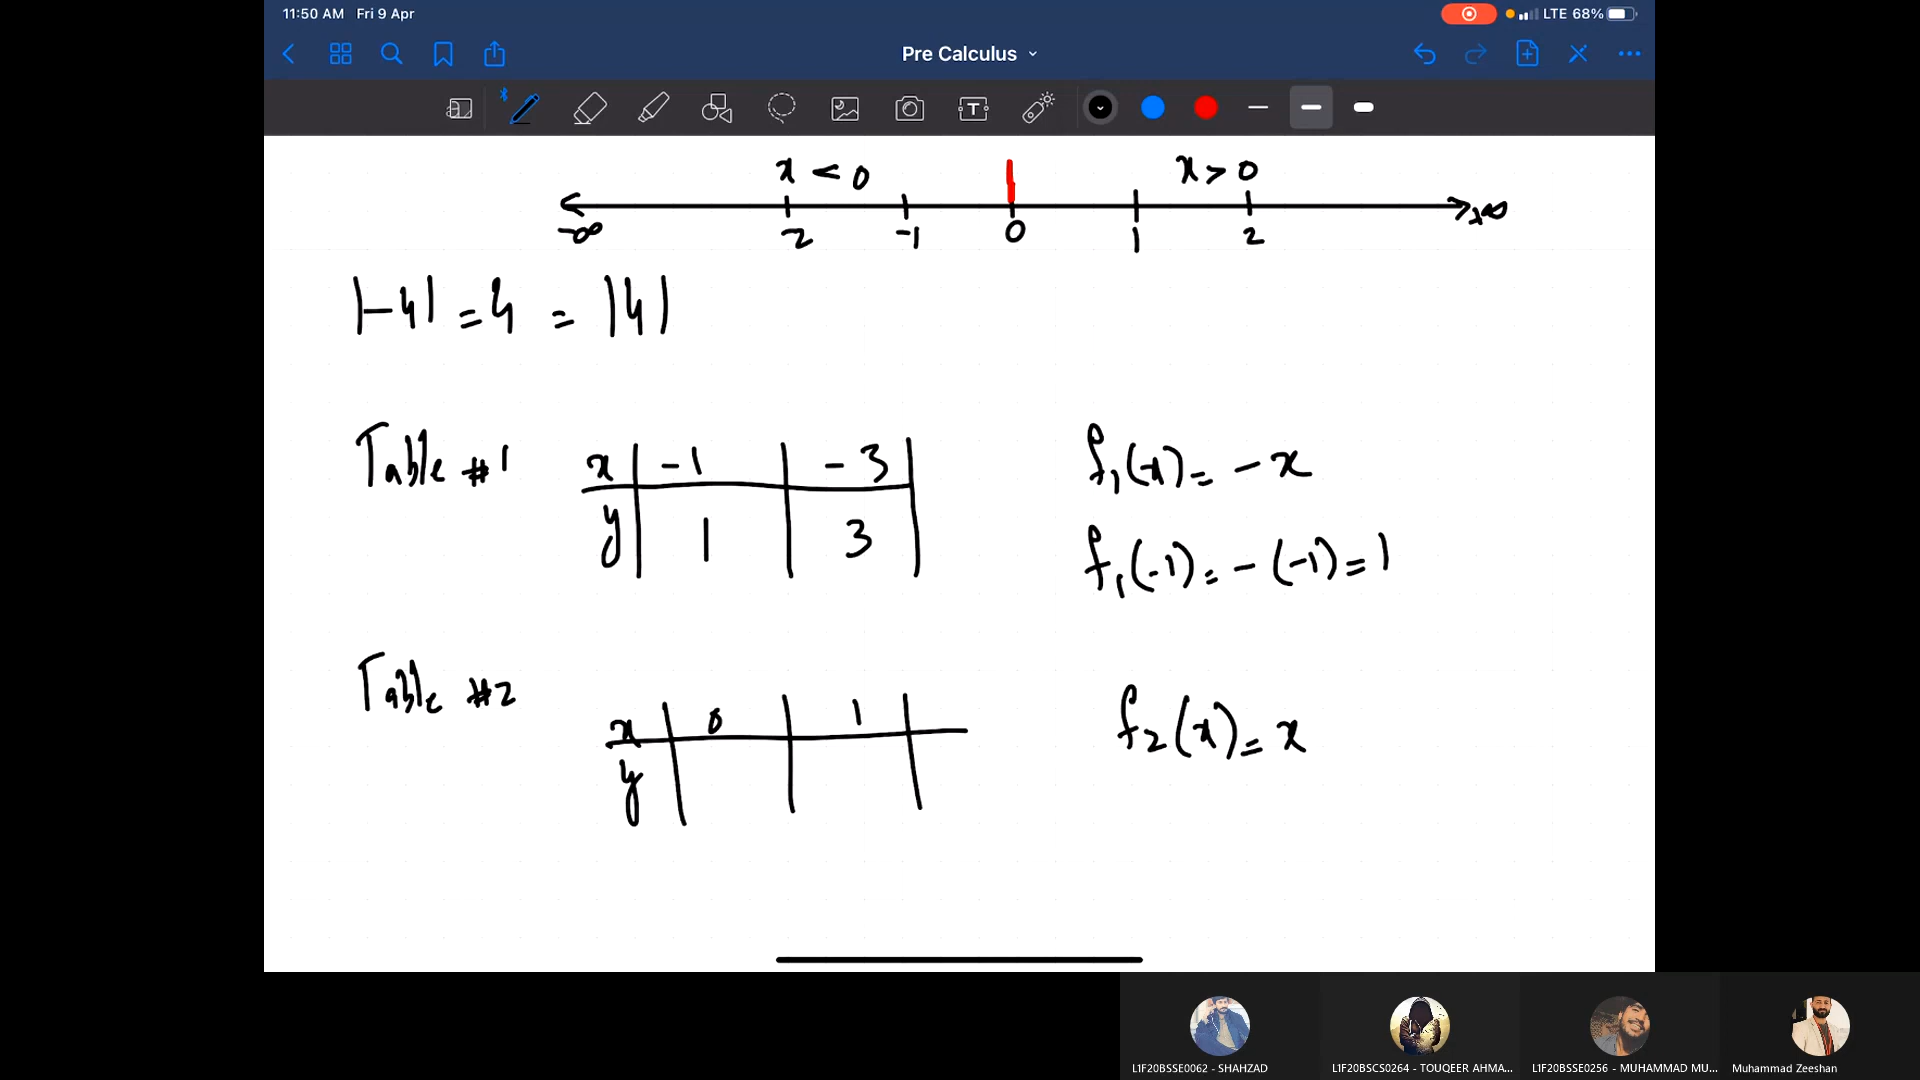 11:50 AM Fri 9 Apr
LTE 68%
Pre Calculus
T
x < 0 x > 0
-∞ -2 -1 0 1 2 +∞
|-4| = 4 = |4|
Table #1
x -1 -3
y 1 3
f₁(x) = -x
f₁(-1) = -(-1) = 1
Table #2
x 0 1
y
f₂(x) = x
L1F20BSSE0062 - SHAHZAD
L1F20BSCS0264 - TOUQEER AHMA...
L1F20BSSE0256 - MUHAMMAD MU...
Muhammad Zeeshan